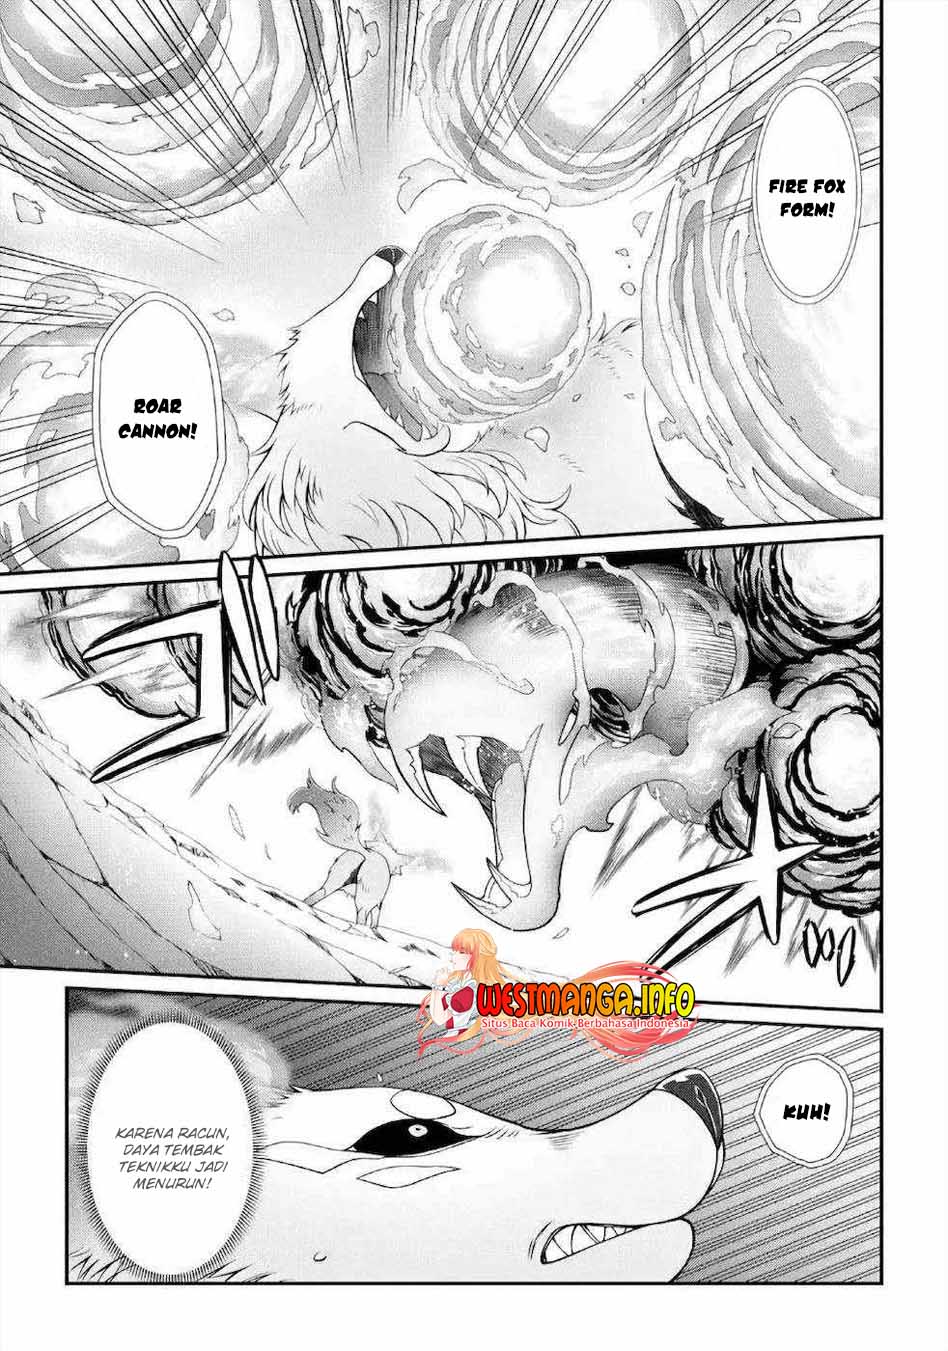 FIRE FOX
FORM!
ROAR
CANNON!
WESTMANGA.INFO
Situs Baca Komik Berbahasa Indonesia
KUH!
KARENA RACUN,
DAYA TEMBAK
TEKNIKKU JADI
MENURUN!